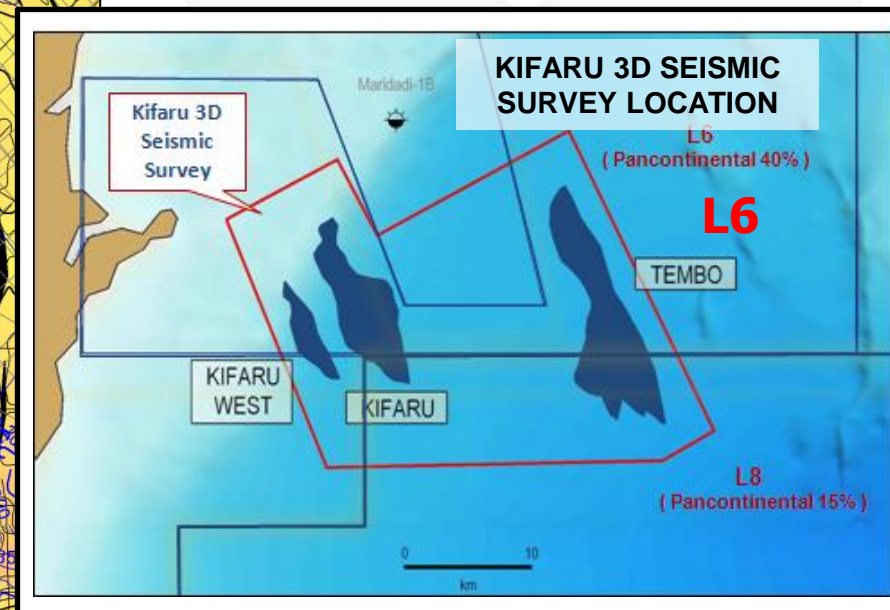 KIFARU 3D SEISMIC
SURVEY LOCATION
Maridadi-1B
Kifaru 3D
Seismic
Survey
L6
( Pancontinental 40% )
L6
TEMBO
KIFARU
WEST
KIFARU
L8
( Pancontinental 15% )
0 10
km